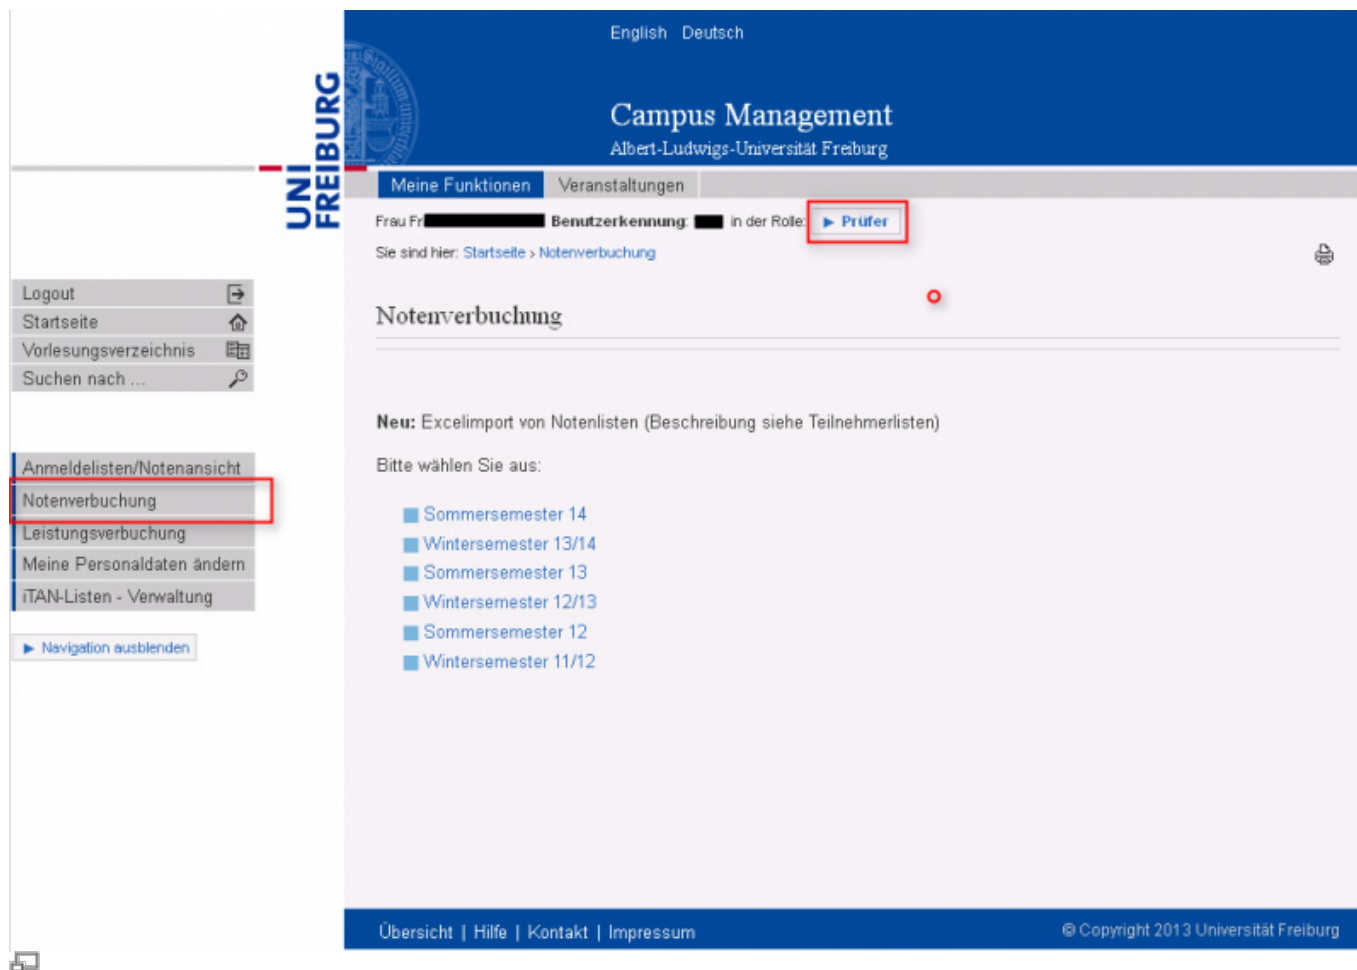 English Deutsch
UNI
FREIBURG
Campus Management
Albert-Ludwigs-Universität Freiburg
Meine Funktionen Veranstaltungen
Frau Fr Benutzerkennung: in der Rolle: Prüfer
Sie sind hier: Startseite › Notenverbuchung
Logout
Startseite
Vorlesungsverzeichnis
Suchen nach ...
Notenverbuchung
Neu: Excelimport von Notenlisten (Beschreibung siehe Teilnehmerlisten)
Bitte wählen Sie aus:
Anmeldelisten/Notenansicht
Notenverbuchung
Leistungsverbuchung
Meine Personaldaten ändern
iTAN-Listen - Verwaltung
Navigation ausblenden
Sommersemester 14
Wintersemester 13/14
Sommersemester 13
Wintersemester 12/13
Sommersemester 12
Wintersemester 11/12
Übersicht | Hilfe | Kontakt | Impressum
© Copyright 2013 Universität Freiburg